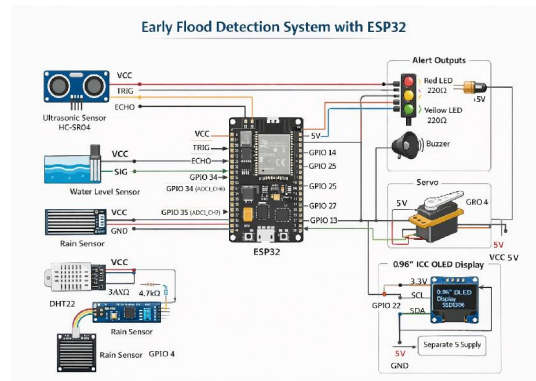 Early Flood Detection System with ESP32
Ultrasonic Sensor
HC-SR04
VCC
TRIG
ECHO
Water Level Sensor
VCC
SIG
Rain Sensor
VCC
GND
DHT22
VCC
4.7kΩ
Rain Sensor
Rain Sensor
GPIO 4
VCC
TRIG
ECHO
GPIO 34
GPIO 34 (ADC1_CH6)
GPIO 35 (ADC1_CH7)
5V
GPIO 14
GPIO 25
GPIO 25
GPIO 27
GPIO 13
ESP32
Alert Outputs
Red LED
220Ω
+5V
Veilow LED
220Ω
Buzzer
Servo
5V
GRO 4
5V
VCC 5V
0.96" ICC OLED Display
3.3V
SCL
GPIO 22
SDA
0.96" OLED
Display
SSD1306
5V
Separate 5 Supply
GND